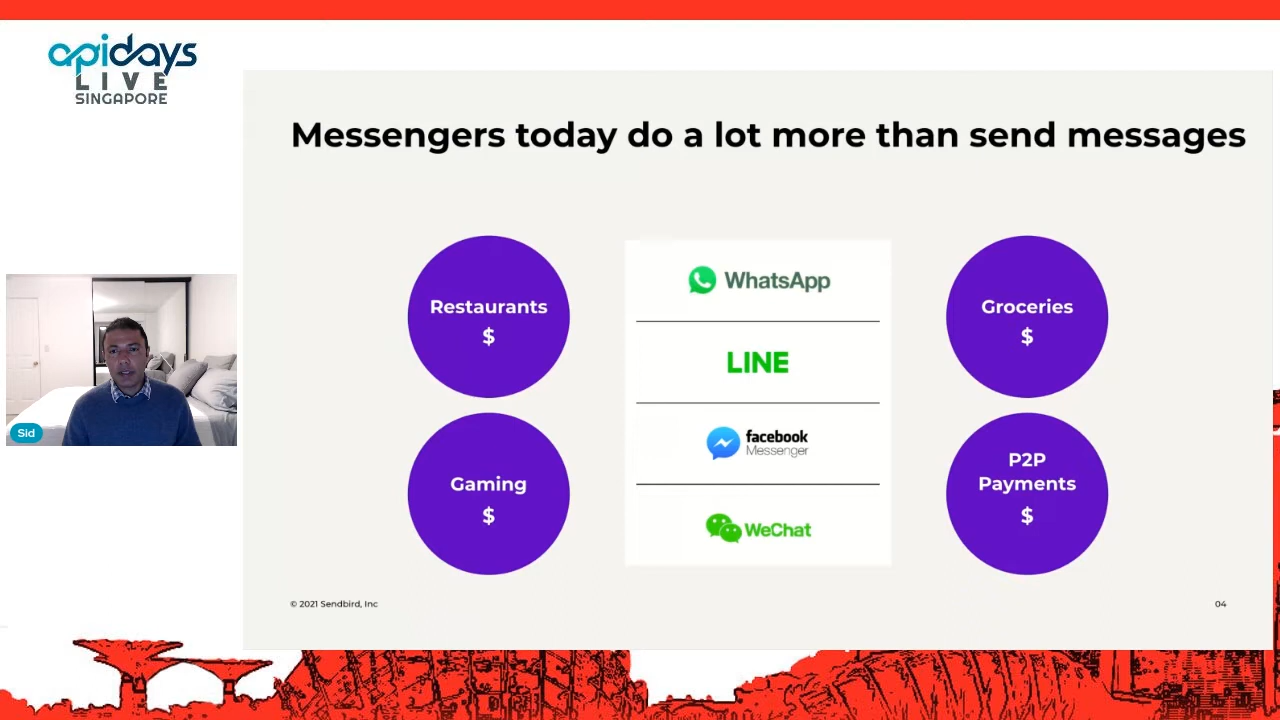 apidays
LIVE
SINGAPORE
Messengers today do a lot more than send messages
Restaurants
$
Gaming
$
WhatsApp
LINE
facebook
Messenger
WeChat
Groceries
$
P2P
Payments
$
Sid
© 2021 Sendbird, Inc
04